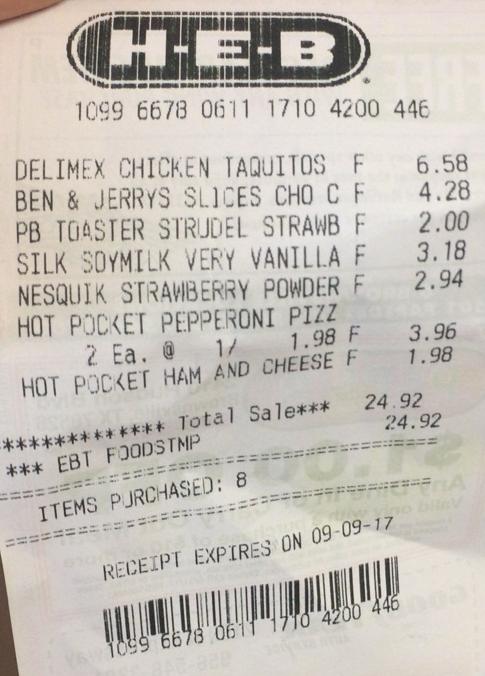 H-E-B
1099 6678 0611 1710 4200 446
DELIMEX CHICKEN TAQUITOS F 6.58
BEN & JERRYS SLICES CHO C F 4.28
PB TOASTER STRUDEL STRAWB F 2.00
SILK SOYMILK VERY VANILLA F 3.18
NESQUIK STRAWBERRY POWDER F 2.94
HOT POCKET PEPPERONI PIZZ
2 Ea. @ 1/ 1.98 F 3.96
HOT POCKET HAM AND CHEESE F 1.98
************** Total Sale*** 24.92
*** EBT FOODSTMP 24.92
ITEMS PURCHASED: 8
RECEIPT EXPIRES ON 09-09-17
1099 6678 0611 1710 4200 446